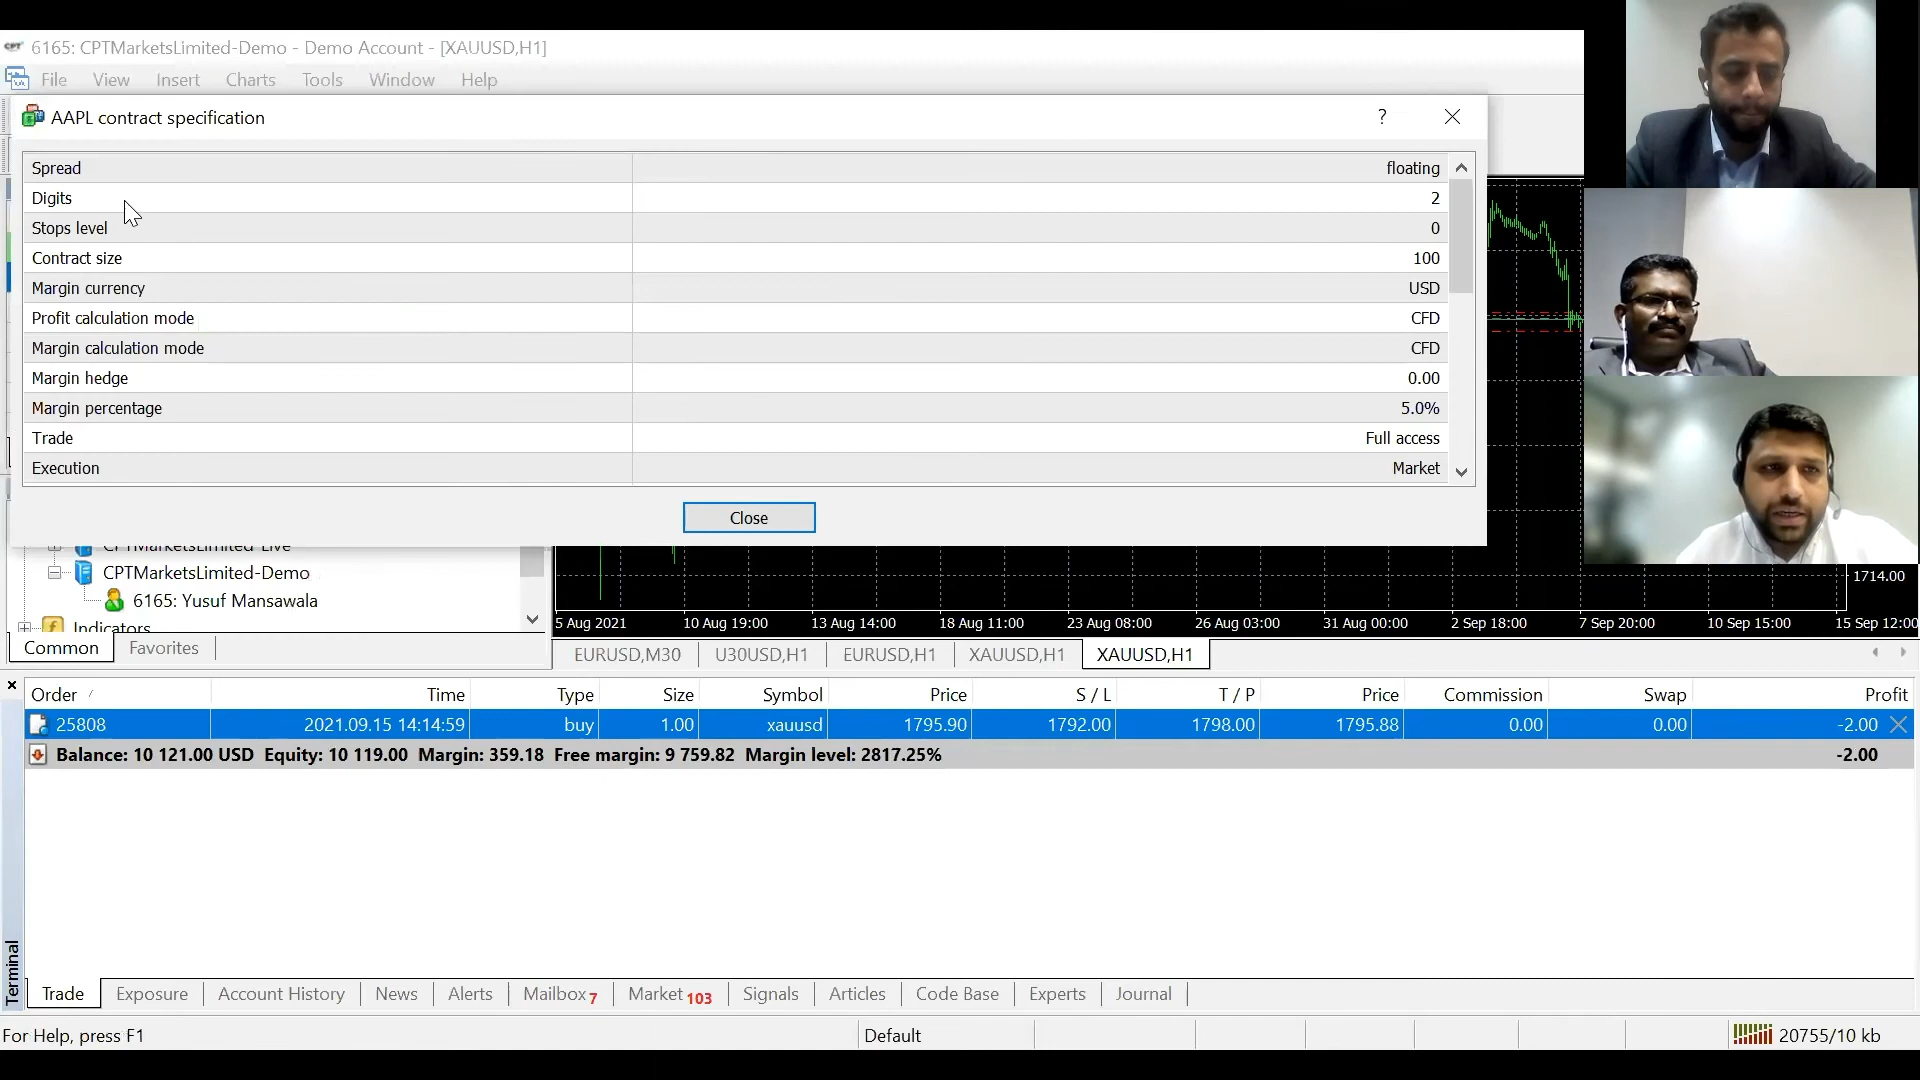 CPT 6165: CPTMarketsLimited-Demo - Demo Account - [XAUUSD,H1]
File View Insert Charts Tools Window Help
AAPL contract specification ?
Spread floating
Digits 2
Stops level 0
Contract size 100
Margin currency USD
Profit calculation mode CFD
Margin calculation mode CFD
Margin hedge 0.00
Margin percentage 5.0%
Trade Full access
Execution Market
Close
CPTMarketsLimited-Live
CPTMarketsLimited-Demo
6165: Yusuf Mansawala
Indicators
Common Favorites
1714.00
5 Aug 2021 10 Aug 19:00 13 Aug 14:00 18 Aug 11:00 23 Aug 08:00 26 Aug 03:00 31 Aug 00:00 2 Sep 18:00 7 Sep 20:00 10 Sep 15:00 15 Sep 12:00
EURUSD,M30 U30USD,H1 EURUSD,H1 XAUUSD,H1 XAUUSD,H1
Order Time Type Size Symbol Price S / L T / P Price Commission Swap Profit
25808 2021.09.15 14:14:59 buy 1.00 xauusd 1795.90 1792.00 1798.00 1795.88 0.00 0.00 -2.00
Balance: 10 121.00 USD Equity: 10 119.00 Margin: 359.18 Free margin: 9 759.82 Margin level: 2817.25% -2.00
Terminal
Trade Exposure Account History News Alerts Mailbox 7 Market 103 Signals Articles Code Base Experts Journal
For Help, press F1 Default 20755/10 kb